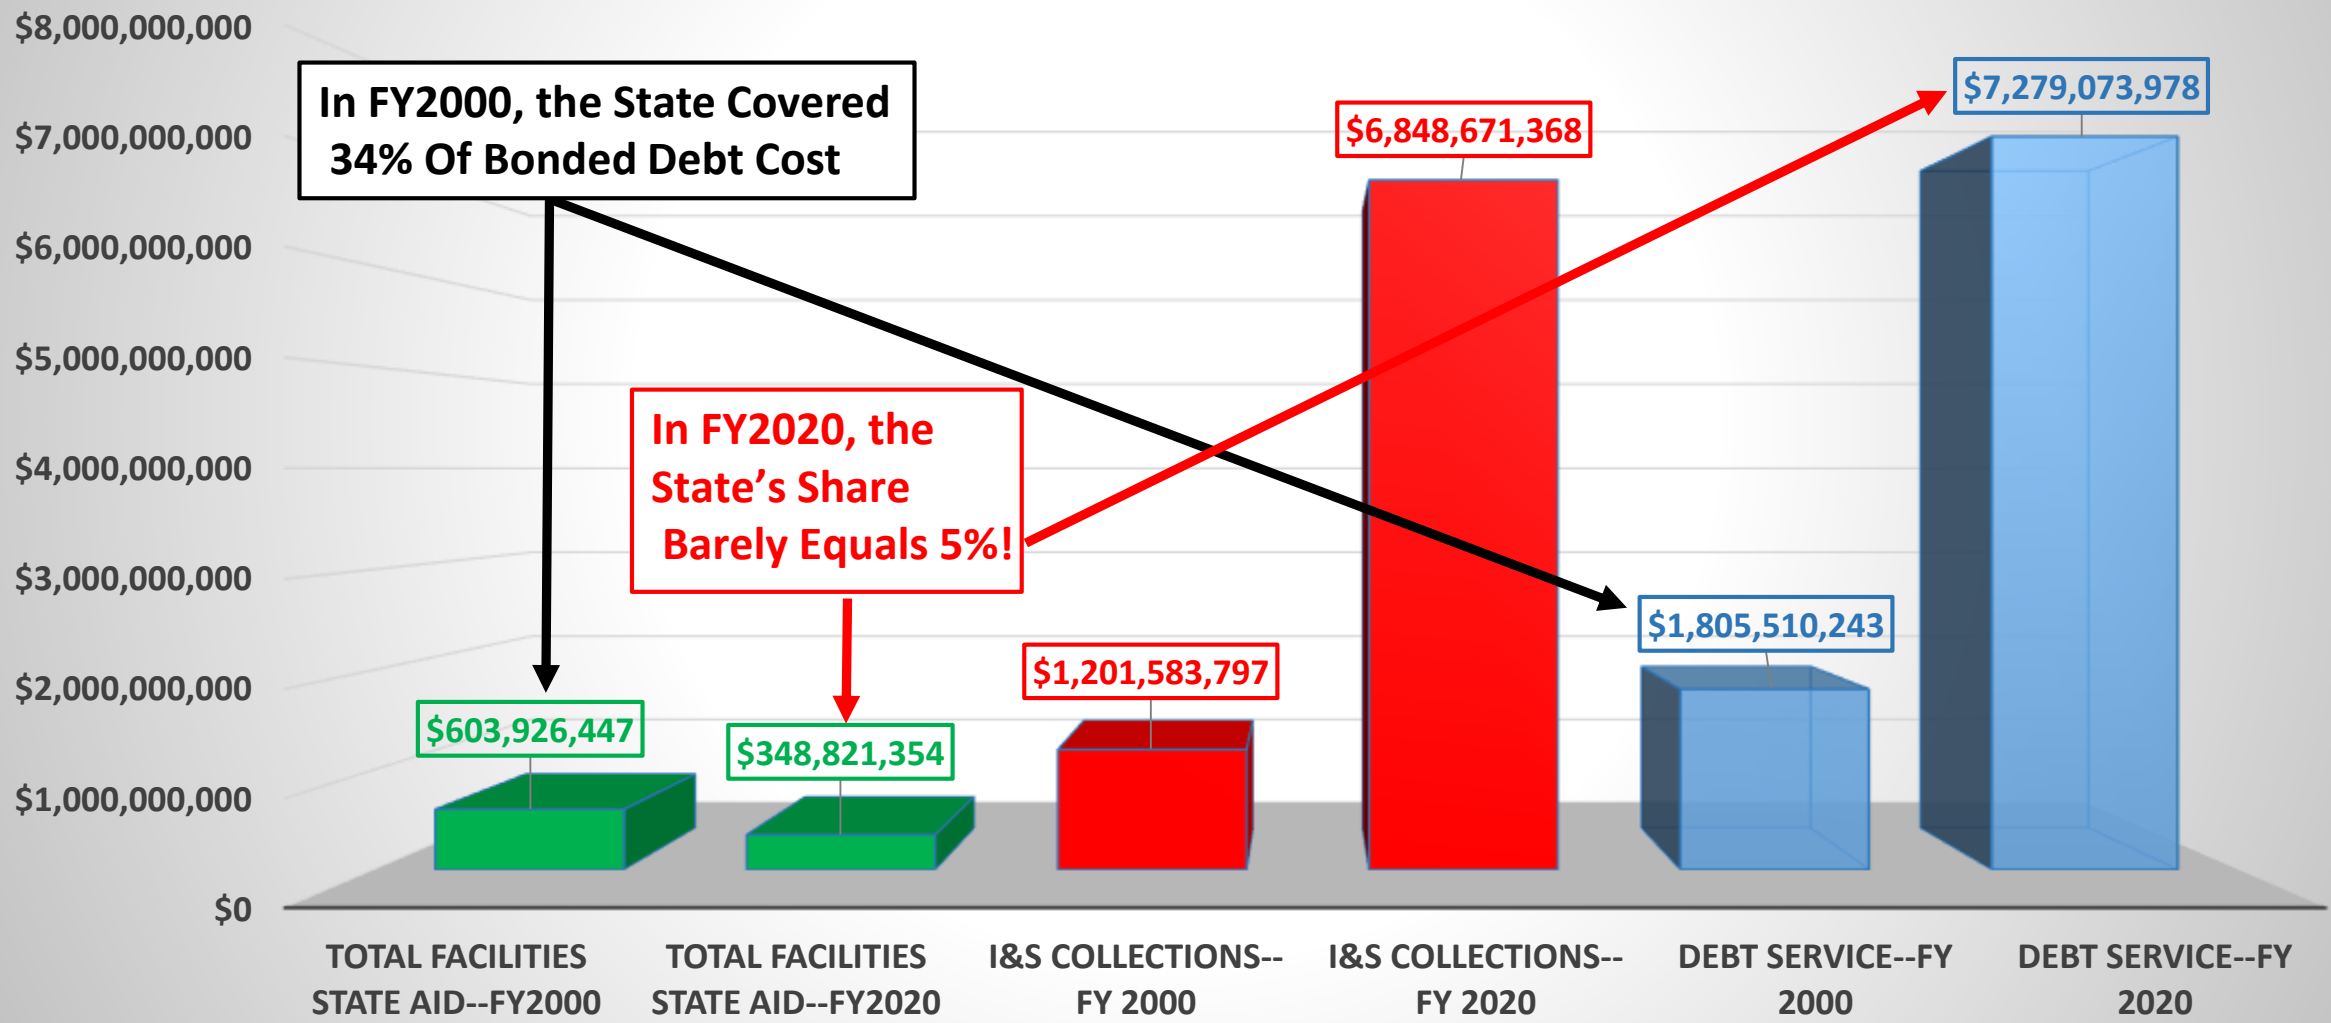 $8,000,000,000
$7,000,000,000
$6,000,000,000
$5,000,000,000
$4,000,000,000
$3,000,000,000
$2,000,000,000
$1,000,000,000
$0
In FY2000, the State Covered
34% Of Bonded Debt Cost
In FY2020, the
State’s Share
Barely Equals 5%!
$603,926,447
$348,821,354
$1,201,583,797
$6,848,671,368
$1,805,510,243
$7,279,073,978
TOTAL FACILITIES
STATE AID--FY2000
TOTAL FACILITIES
STATE AID--FY2020
I&S COLLECTIONS--
FY 2000
I&S COLLECTIONS--
FY 2020
DEBT SERVICE--FY
2000
DEBT SERVICE--FY
2020